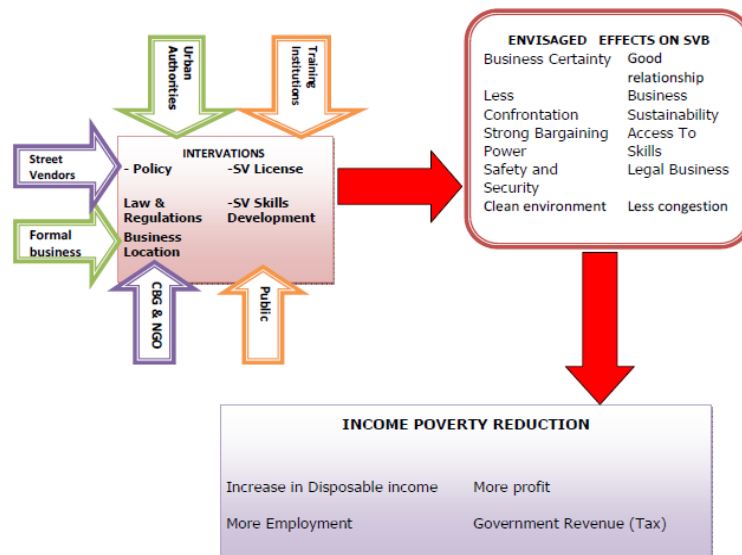 Urban
Authorities
Training
Institutions
Street
Vendors
Formal
business
CBG & NGO
Public
INTERVATIONS
- Policy
-SV License
Law &
Regulations
-SV Skills
Development
Business
Location
ENVISAGED EFFECTS ON SVB
Business Certainty
Good
relationship
Less
Confrontation
Business
Sustainability
Strong Bargaining
Power
Access To
Skills
Safety and
Security
Legal Business
Clean environment
Less congestion
INCOME POVERTY REDUCTION
Increase in Disposable income
More profit
More Employment
Government Revenue (Tax)